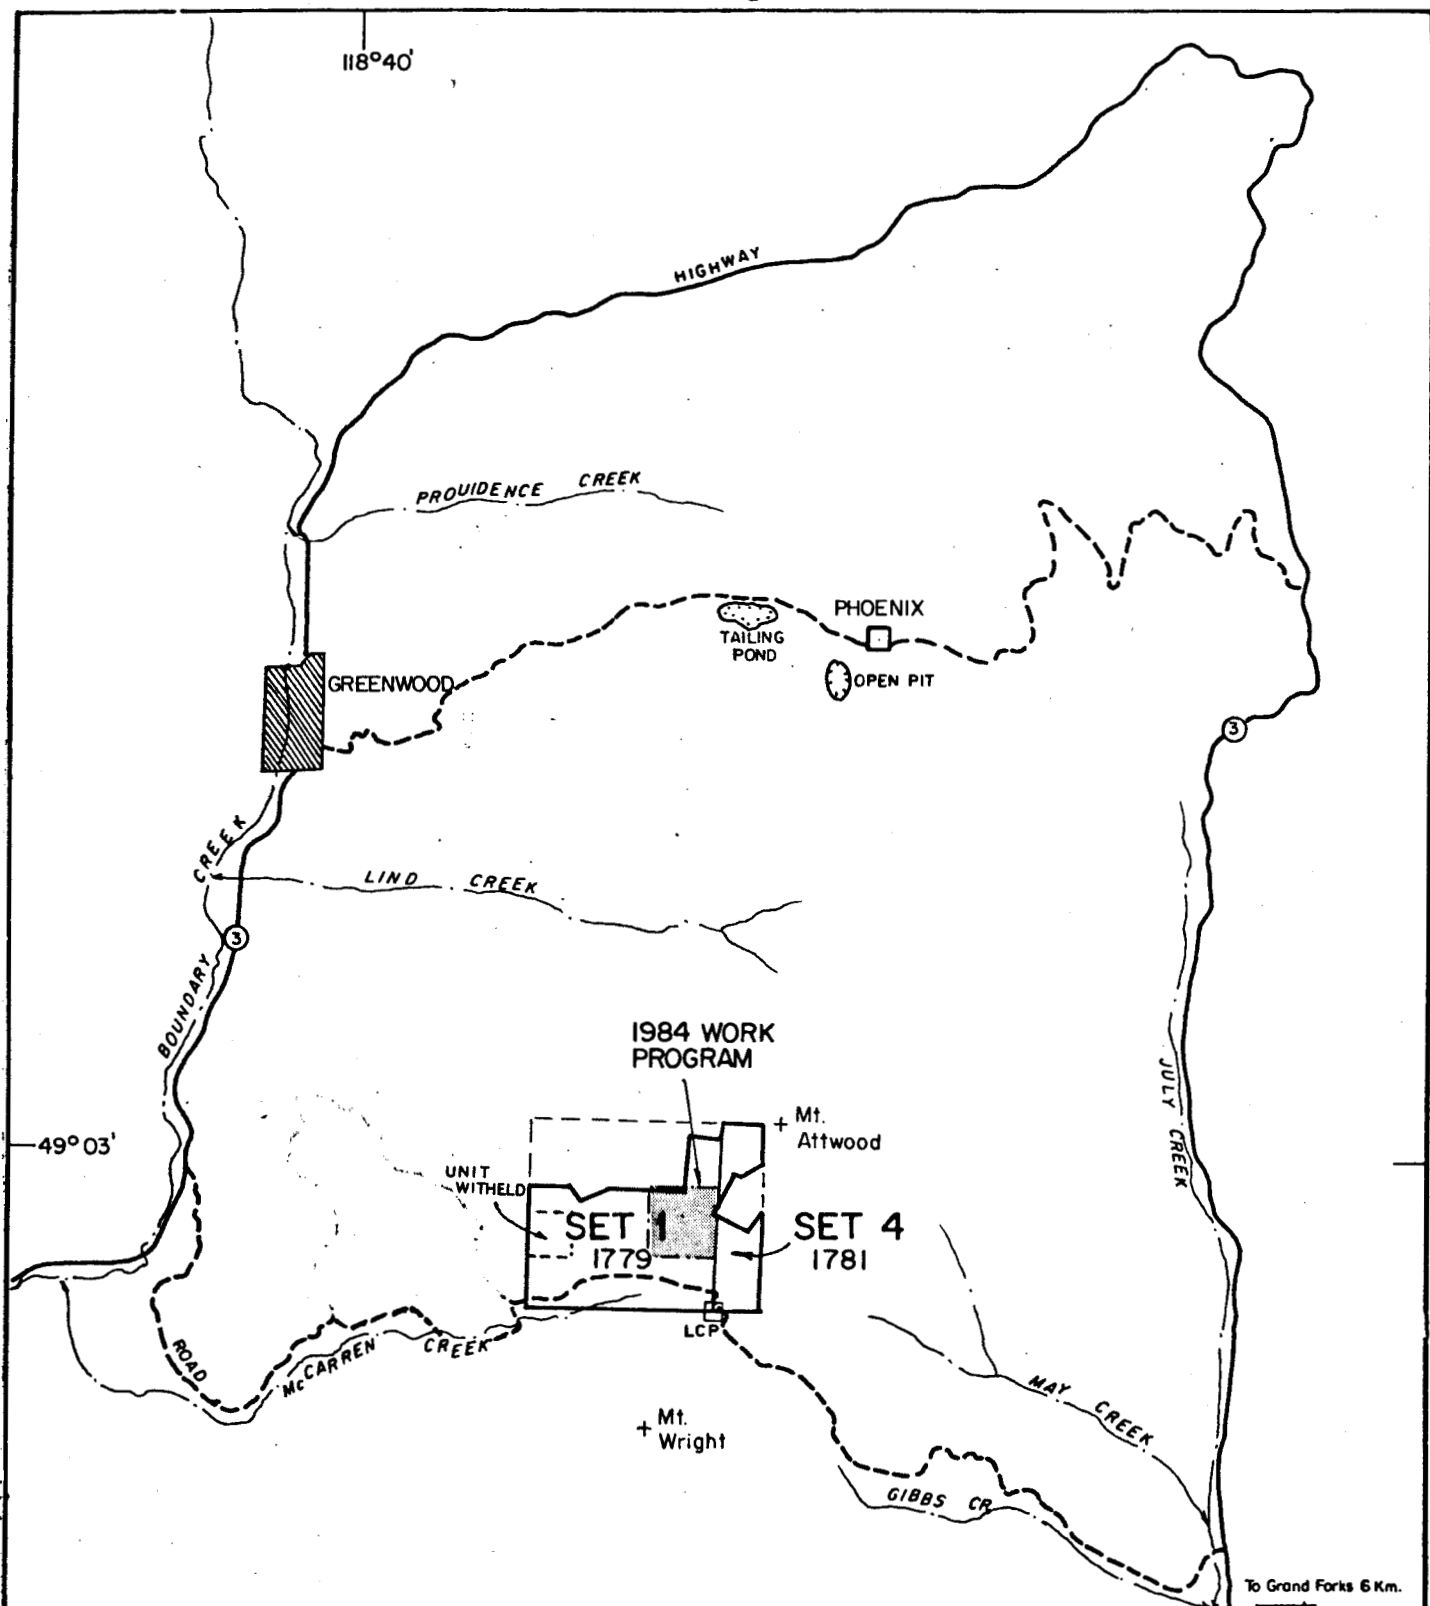 118°40'
HIGHWAY
PROUIDENCE CREEK
PHOENIX
TAILING
POND
OPEN PIT
GREENWOOD
3
CREEK
LIND CREEK
3
BOUNDARY
1984 WORK
PROGRAM
JULY CREEK
49°03'
Mt.
Attwood
UNIT
WITHELD
SET 1
1779
SET 4
1781
LCP
ROAD
McCARREN CREEK
MAY CREEK
Mt.
Wright
GIBBS CR
To Grand Forks 6 Km.